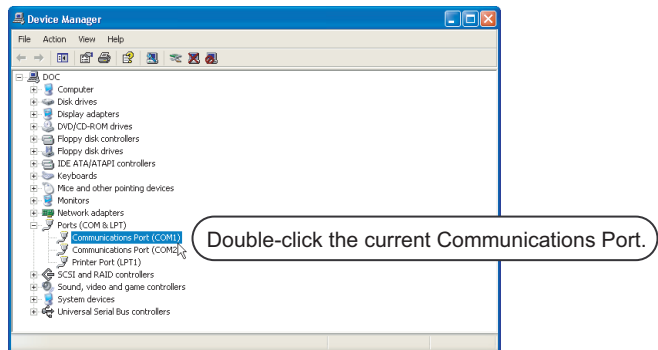 Device Manager
File Action View Help
DOC
Computer
Disk drives
Display adapters
DVD/CD-ROM drives
Floppy disk controllers
Floppy disk drives
IDE ATA/ATAPI controllers
Keyboards
Mice and other pointing devices
Monitors
Network adapters
Ports (COM & LPT)
Communications Port (COM1)
Double-click the current Communications Port.
Communications Port (COM2
Printer Port (LPT1)
SCSI and RAID controllers
Sound, video and game controllers
System devices
Universal Serial Bus controllers